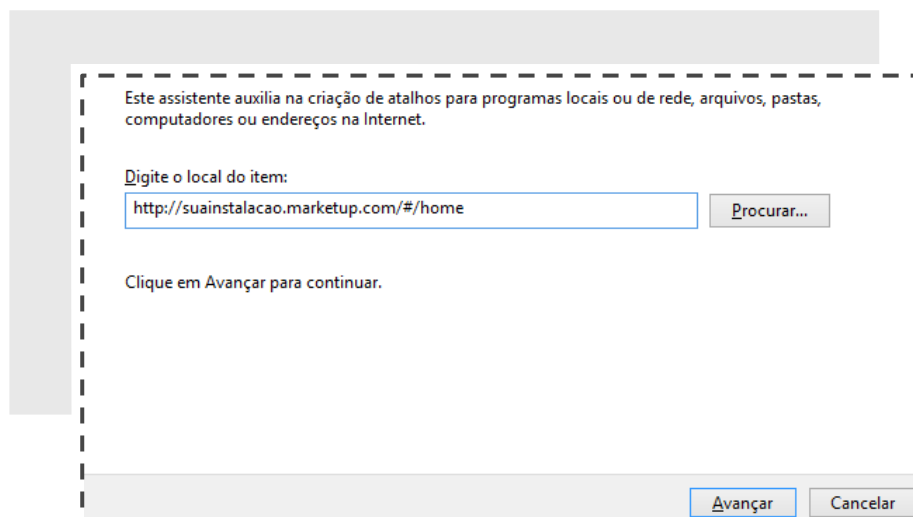 Este assistente auxilia na criação de atalhos para programas locais ou de rede, arquivos, pastas,
computadores ou endereços na Internet.
Digite o local do item:
http://suainstalacao.marketup.com/#/home
Procurar...
Clique em Avançar para continuar.
Avançar
Cancelar